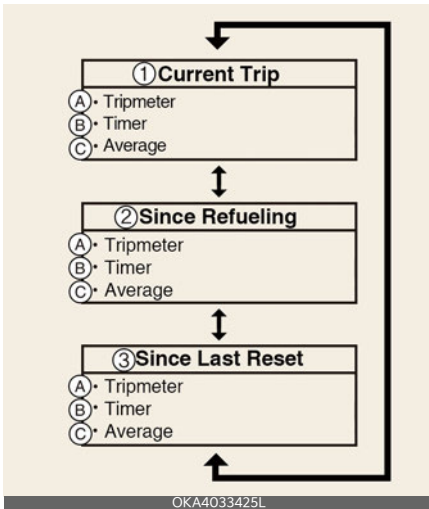 ①Current Trip
Ⓐ· Tripmeter
Ⓑ· Timer
Ⓒ· Average
②Since Refueling
Ⓐ· Tripmeter
Ⓑ· Timer
Ⓒ· Average
③Since Last Reset
Ⓐ· Tripmeter
Ⓑ· Timer
Ⓒ· Average
OKA4033425L